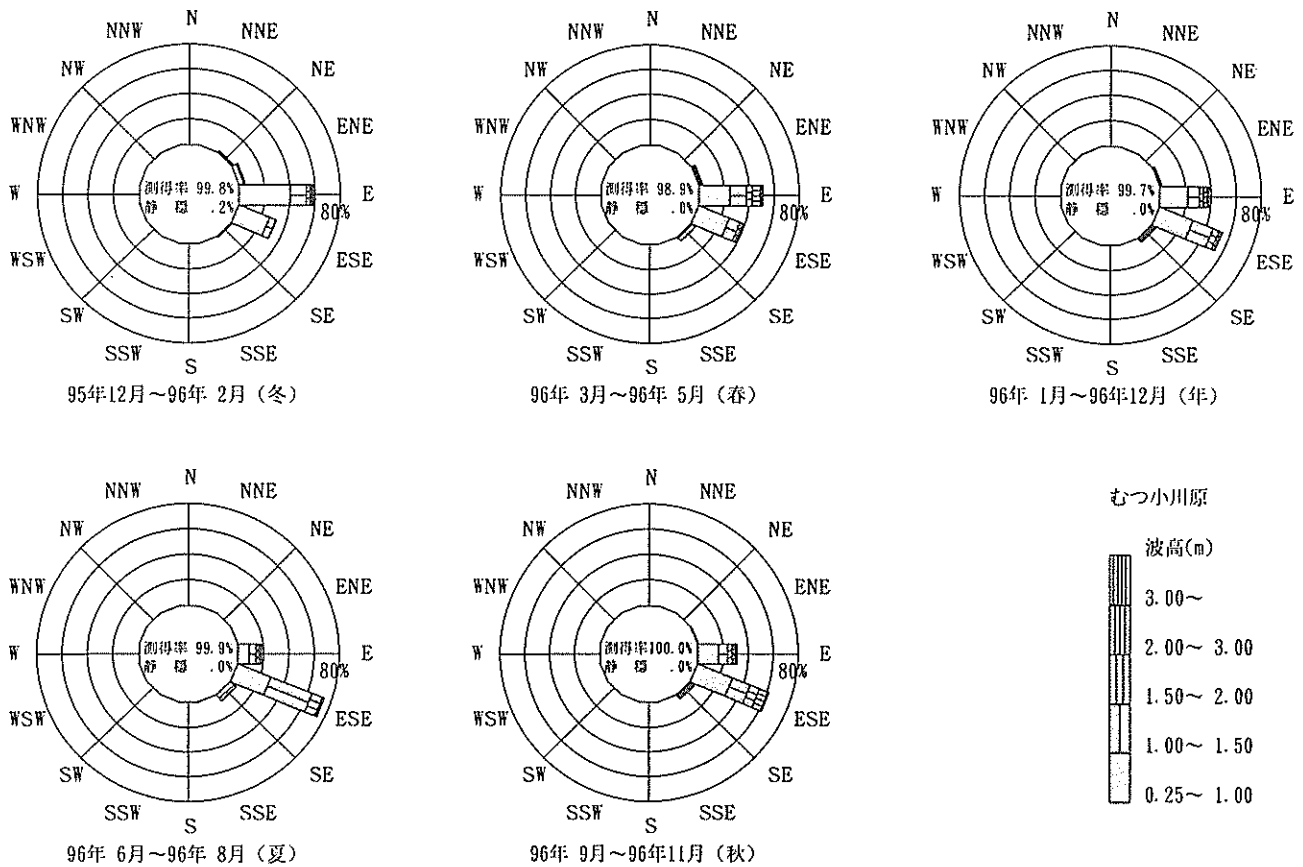 N
NNW NNE
NW NE
WNW ENE
W 測得率 99.8% E
静 穏 .2% 80%
WSW ESE
SW SE
SSW SSE
S
95年12月～96年 2月 (冬)
N
NNW NNE
NW NE
WNW ENE
W 測得率 98.9% E
静 穏 .0% 80%
WSW ESE
SW SE
SSW SSE
S
96年 3月～96年 5月 (春)
N
NNW NNE
NW NE
WNW ENE
W 測得率 99.7% E
静 穏 .0% 80%
WSW ESE
SW SE
SSW SSE
S
96年 1月～96年12月 (年)
N
NNW NNE
NW NE
WNW ENE
W 測得率 99.9% E
静 穏 .0% 80%
WSW ESE
SW SE
SSW SSE
S
96年 6月～96年 8月 (夏)
N
NNW NNE
NW NE
WNW ENE
W 測得率100.0% E
静 穏 .0% 80%
WSW ESE
SW SE
SSW SSE
S
96年 9月～96年11月 (秋)
むつ小川原
波高(m)
3.00～
2.00～ 3.00
1.50～ 2.00
1.00～ 1.50
0.25～ 1.00